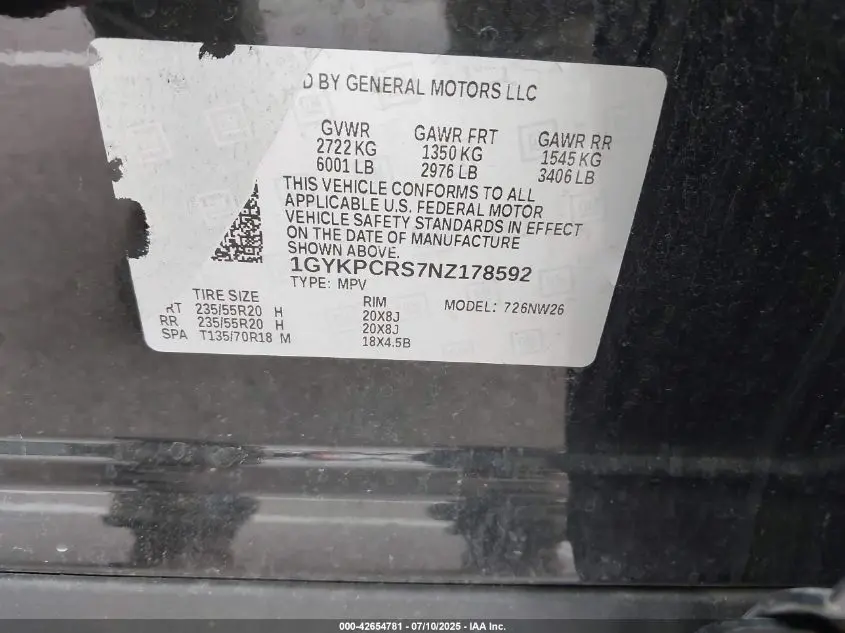 D BY GENERAL MOTORS LLC
GVWR GAWR FRT GAWR RR
2722 KG 1350 KG 1545 KG
6001 LB 2976 LB 3406 LB
THIS VEHICLE CONFORMS TO ALL
APPLICABLE U.S. FEDERAL MOTOR
VEHICLE SAFETY STANDARDS IN EFFECT
ON THE DATE OF MANUFACTURE
SHOWN ABOVE.
1GYKPCRS7NZ178592
TYPE: MPV
TIRE SIZE RIM MODEL: 726NW26
RT 235/55R20 H 20X8J
RR 235/55R20 H 20X8J
SPA T135/70R18 M 18X4.5B
000-42654781 - 07/10/2025 - IAA Inc.